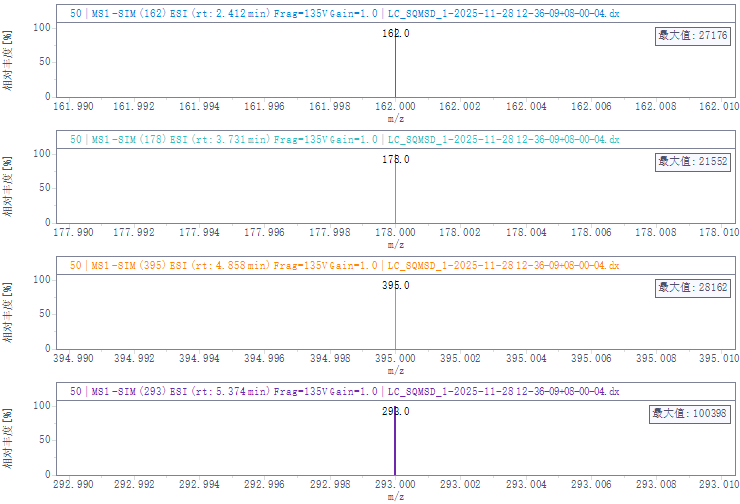 50 | MS1-SIM (162) ESI (rt: 2.412 min) Frag=135V Gain=1.0 | LC_SQMSD_1-2025-11-28 12-36-09+08-00-04.dx
相对丰度 [%]
100
162.0
最大值: 27176
50
0
161.990 161.992 161.994 161.996 161.998 162.000 162.002 162.004 162.006 162.008 162.010
m/z
50 | MS1-SIM (178) ESI (rt: 3.731 min) Frag=135V Gain=1.0 | LC_SQMSD_1-2025-11-28 12-36-09+08-00-04.dx
相对丰度 [%]
100
178.0
最大值: 21552
50
0
177.990 177.992 177.994 177.996 177.998 178.000 178.002 178.004 178.006 178.008 178.010
m/z
50 | MS1-SIM (395) ESI (rt: 4.858 min) Frag=135V Gain=1.0 | LC_SQMSD_1-2025-11-28 12-36-09+08-00-04.dx
相对丰度 [%]
100
395.0
最大值: 28162
50
0
394.990 394.992 394.994 394.996 394.998 395.000 395.002 395.004 395.006 395.008 395.010
m/z
50 | MS1-SIM (293) ESI (rt: 5.374 min) Frag=135V Gain=1.0 | LC_SQMSD_1-2025-11-28 12-36-09+08-00-04.dx
相对丰度 [%]
100
293.0
最大值: 100398
50
0
292.990 292.992 292.994 292.996 292.998 293.000 293.002 293.004 293.006 293.008 293.010
m/z